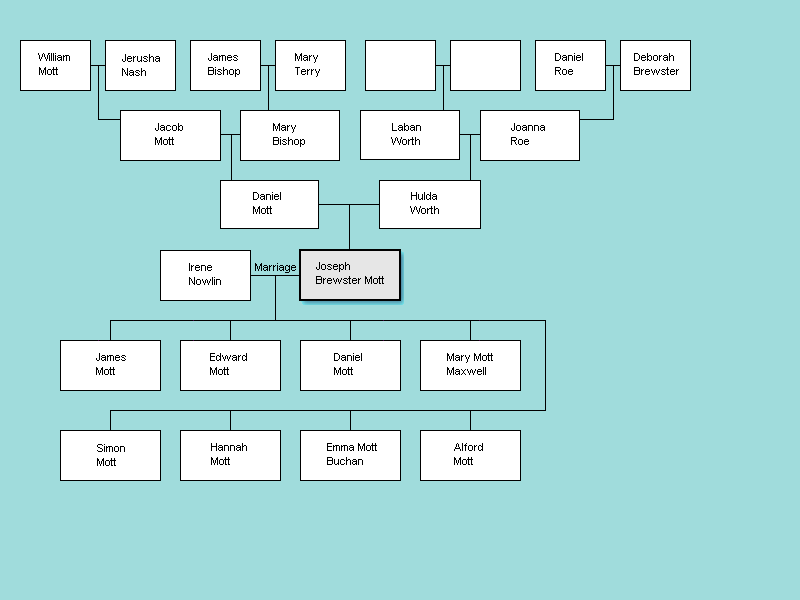 William
Mott
Jerusha
Nash
James
Bishop
Mary
Terry
Daniel
Roe
Deborah
Brewster
Jacob
Mott
Mary
Bishop
Laban
Worth
Joanna
Roe
Daniel
Mott
Hulda
Worth
Irene
Nowlin
Marriage
Joseph
Brewster Mott
James
Mott
Edward
Mott
Daniel
Mott
Mary Mott
Maxwell
Simon
Mott
Hannah
Mott
Emma Mott
Buchan
Alford
Mott